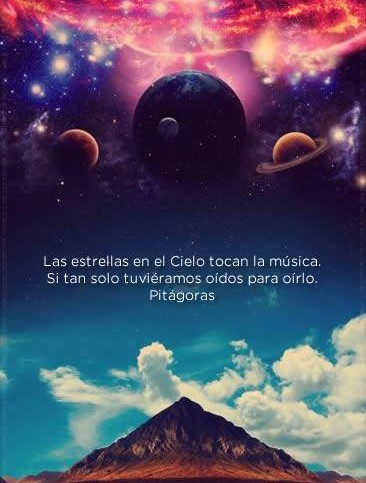 Las estrellas en el Cielo tocan la música.
Si tan solo tuviéramos oídos para oírlo.
Pitágoras